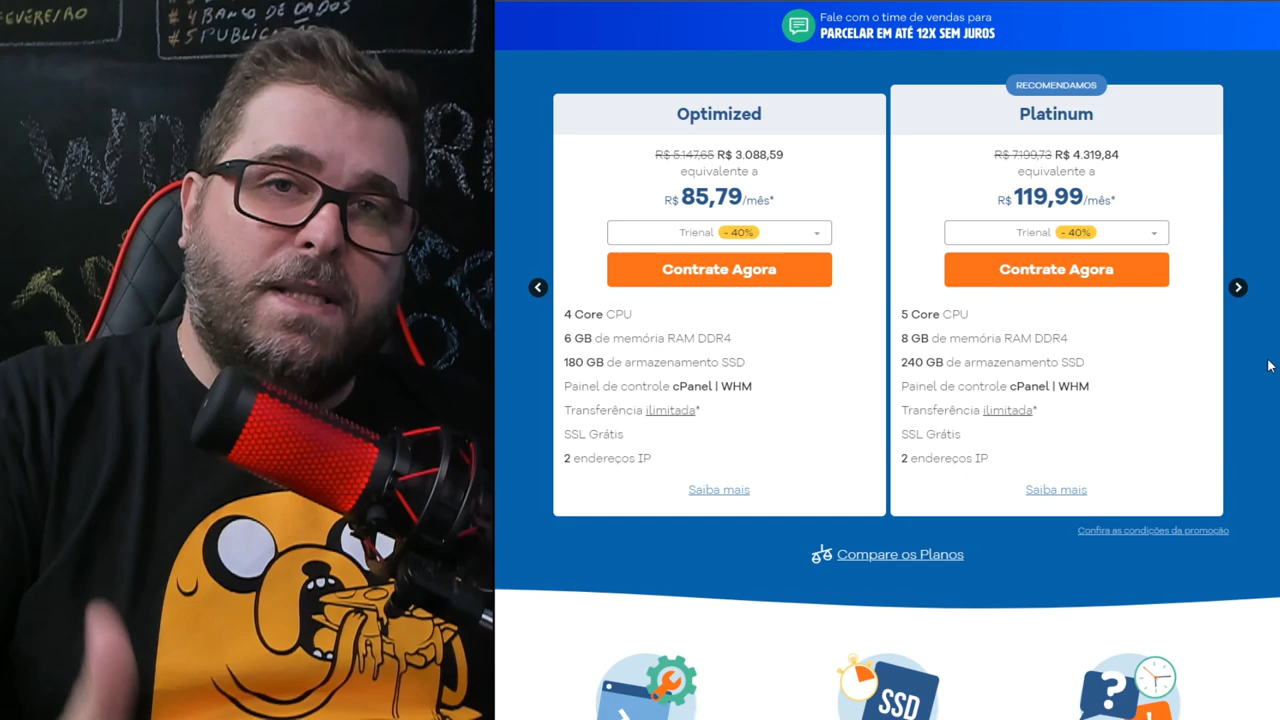 FEVEREIRO
#4 BANCO DE DADOS
#5 PUBLIC
Fale com o time de vendas para
PARCELAR EM ATÉ 12X SEM JUROS
Optimized
R$ 5.147,65 R$ 3.088,59
equivalente a
R$ 85,79/mês*
Trienal - 40%
Contrate Agora
4 Core CPU
6 GB de memória RAM DDR4
180 GB de armazenamento SSD
Painel de controle cPanel | WHM
Transferência ilimitada*
SSL Grátis
2 endereços IP
Saiba mais
RECOMENDAMOS
Platinum
R$ 7.199,73 R$ 4.319,84
equivalente a
R$ 119,99/mês*
Trienal - 40%
Contrate Agora
5 Core CPU
8 GB de memória RAM DDR4
240 GB de armazenamento SSD
Painel de controle cPanel | WHM
Transferência ilimitada*
SSL Grátis
2 endereços IP
Saiba mais
Confira as condições da promoção
Compare os Planos
SSD
?